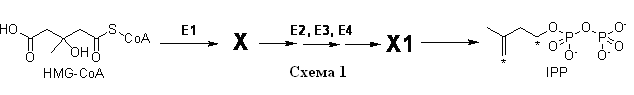 HO O O S CoA E1 X E2, E3, E4 X1 O O O P P O⁻ O⁻ O⁻ O O
OH * *
HMG-CoA Схема 1 IPP